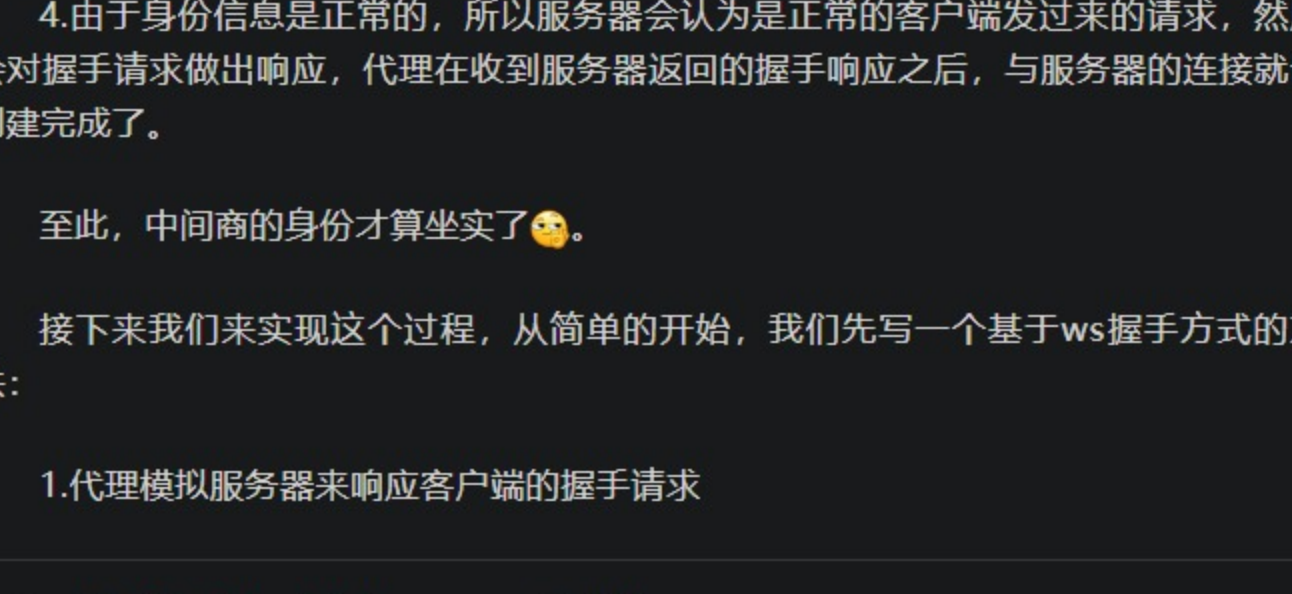 4.由于身份信息是正常的，所以服务器会认为是正常的客户端发过来的请求，然
对握手请求做出响应，代理在收到服务器返回的握手响应之后，与服务器的连接就
建完成了。
至此，中间商的身份才算坐实了🤔。
接下来我们来实现这个过程，从简单的开始，我们先写一个基于ws握手方式的
：
1.代理模拟服务器来响应客户端的握手请求